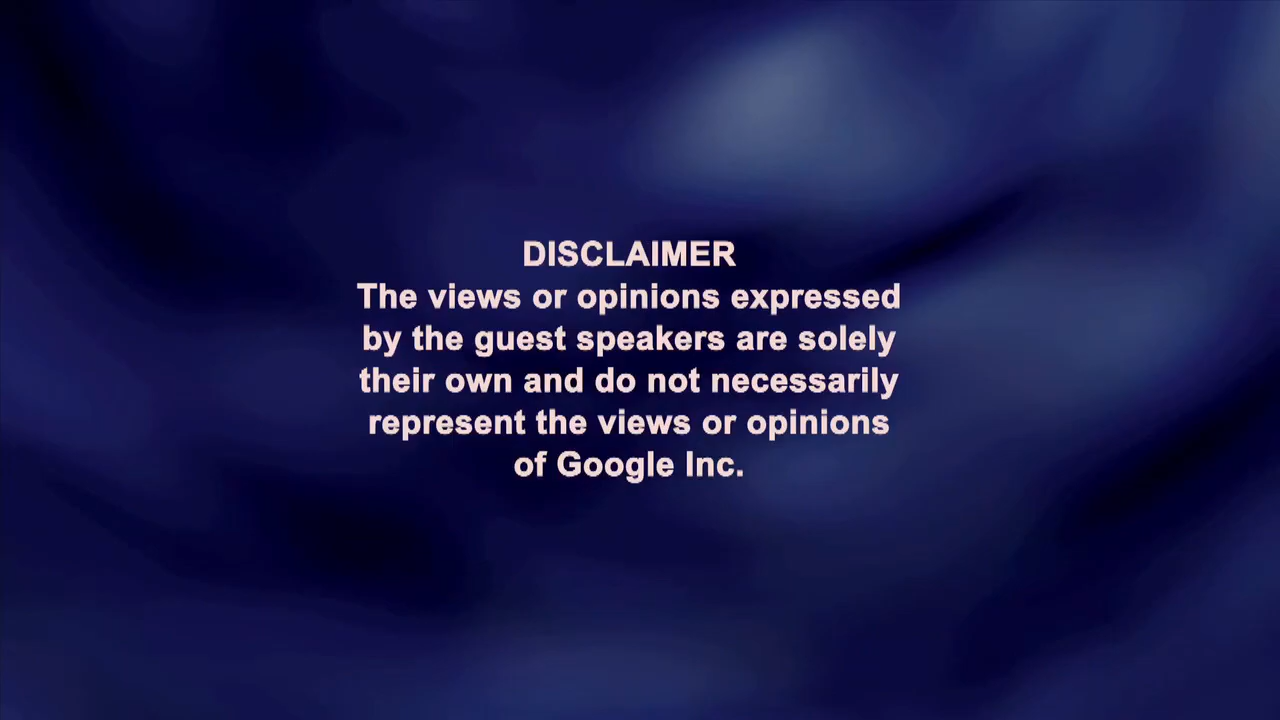 DISCLAIMER
The views or opinions expressed
by the guest speakers are solely
their own and do not necessarily
represent the views or opinions
of Google Inc.